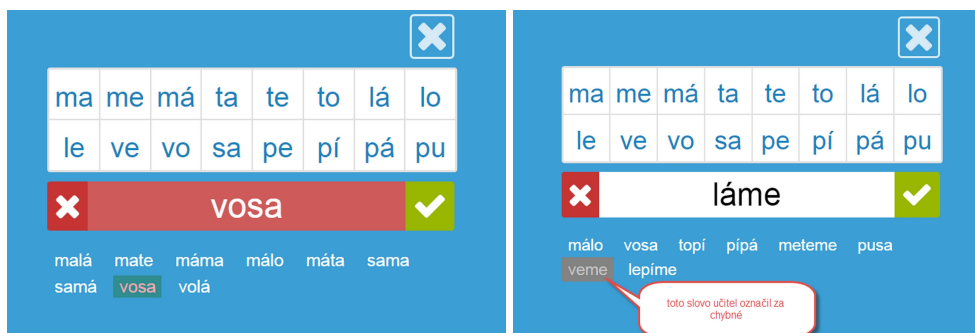 ma me má ta te to lá lo
le ve vo sa pe pí pá pu
vosa
malá mate máma málo máta sama
samá vosa volá
ma me má ta te to lá lo
le ve vo sa pe pí pá pu
láme
málo vosa topí pípá meteme pusa
veme lepíme
toto slovo učitel označil za
chybné